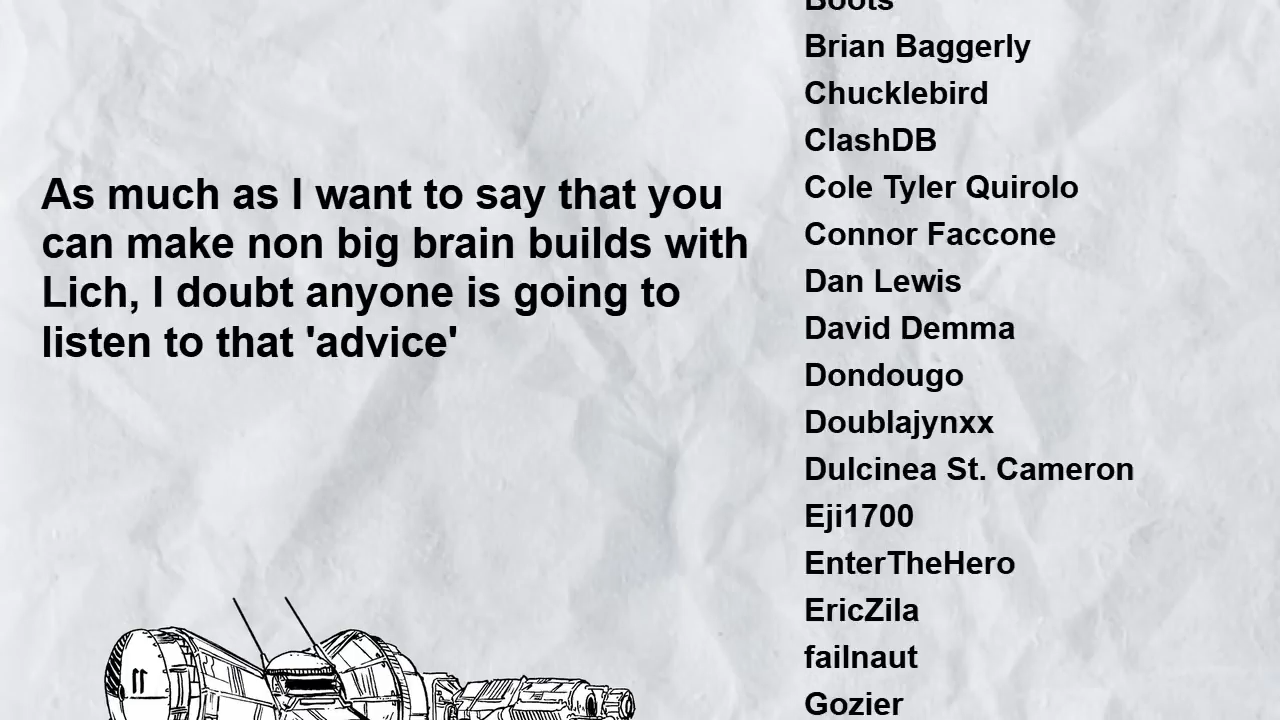 As much as I want to say that you
can make non big brain builds with
Lich, I doubt anyone is going to
listen to that 'advice'
Boots
Brian Baggerly
Chucklebird
ClashDB
Cole Tyler Quirolo
Connor Faccone
Dan Lewis
David Demma
Dondougo
Doublajynxx
Dulcinea St. Cameron
Eji1700
EnterTheHero
EricZila
failnaut
Gozier